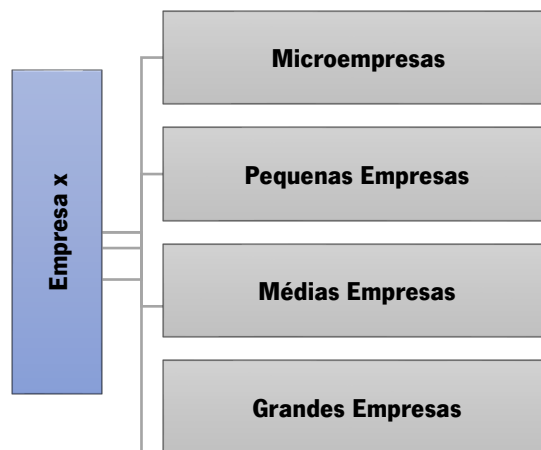 Empresa x
Microempresas
Pequenas Empresas
Médias Empresas
Grandes Empresas